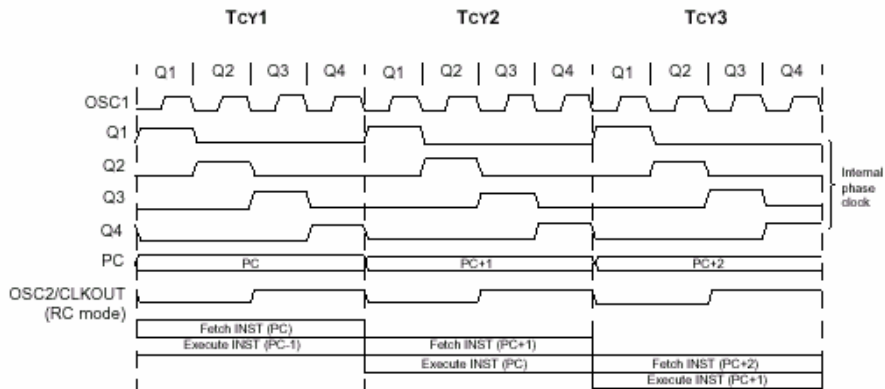 TCY1 TCY2 TCY3
Q1 Q2 Q3 Q4 Q1 Q2 Q3 Q4 Q1 Q2 Q3 Q4
OSC1
Q1
Q2
Q3
Q4
Internal
phase
clock
PC PC PC+1 PC+2
OSC2/CLKOUT
(RC mode)
Fetch INST (PC)
Execute INST (PC-1) Fetch INST (PC+1)
Execute INST (PC) Fetch INST (PC+2)
Execute INST (PC+1)